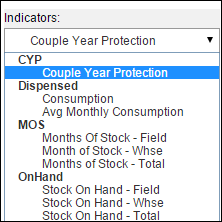 Indicators:
Couple Year Protection
CYP
Couple Year Protection
Dispensed
Consumption
Avg Monthly Consumption
MOS
Months Of Stock - Field
Month of Stock - Whse
Months of Stock - Total
OnHand
Stock On Hand - Field
Stock On Hand - Whse
Stock On Hand - Total